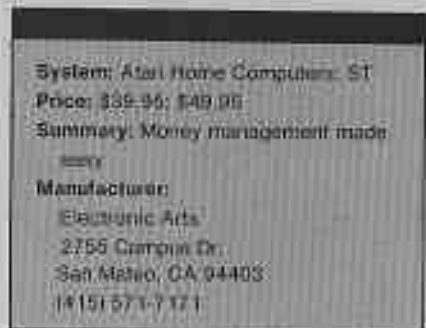 System: Atari Home Computers; ST
Price: $39.95; $49.95
Summary: Money management made
easy
Manufacturer:
Electronic Arts
2755 Campus Dr.
San Mateo, CA 94403
(415) 571-7171